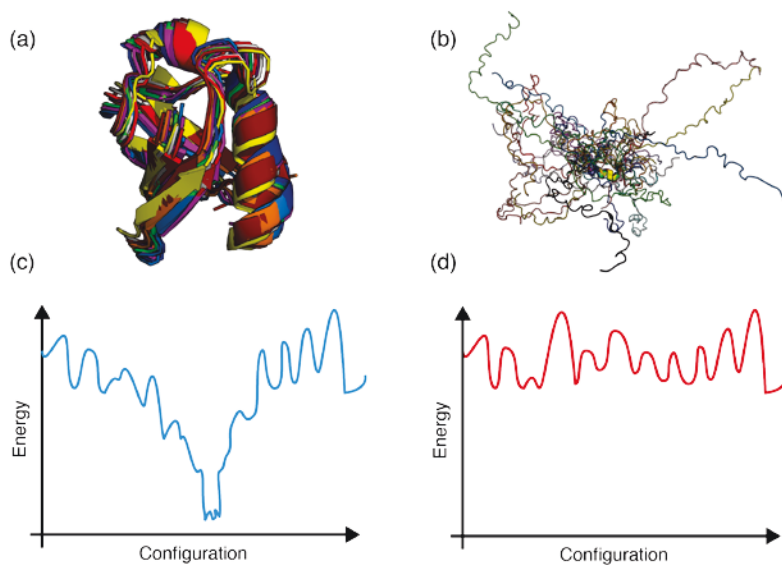 (a)
(b)
(c)
(d)
Energy
Configuration
Energy
Configuration